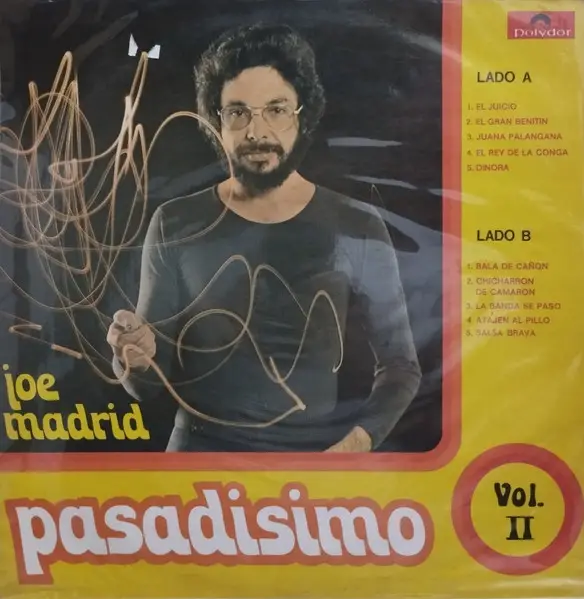 Polydor
LADO A
1. EL JUICIO
2. EL GRAN BENITIN
3. JUANA PALANGANA
4. EL REY DE LA CONGA
5. DINORA
LADO B
1. BALA DE CAÑON
2. CHICHARRON
DE CAMARON
3. LA BANDA SE PASO
4. ATAJEN AL PILLO
5. SALSA BRAVA
joe
madrid
pasadisimo
Vol.
II